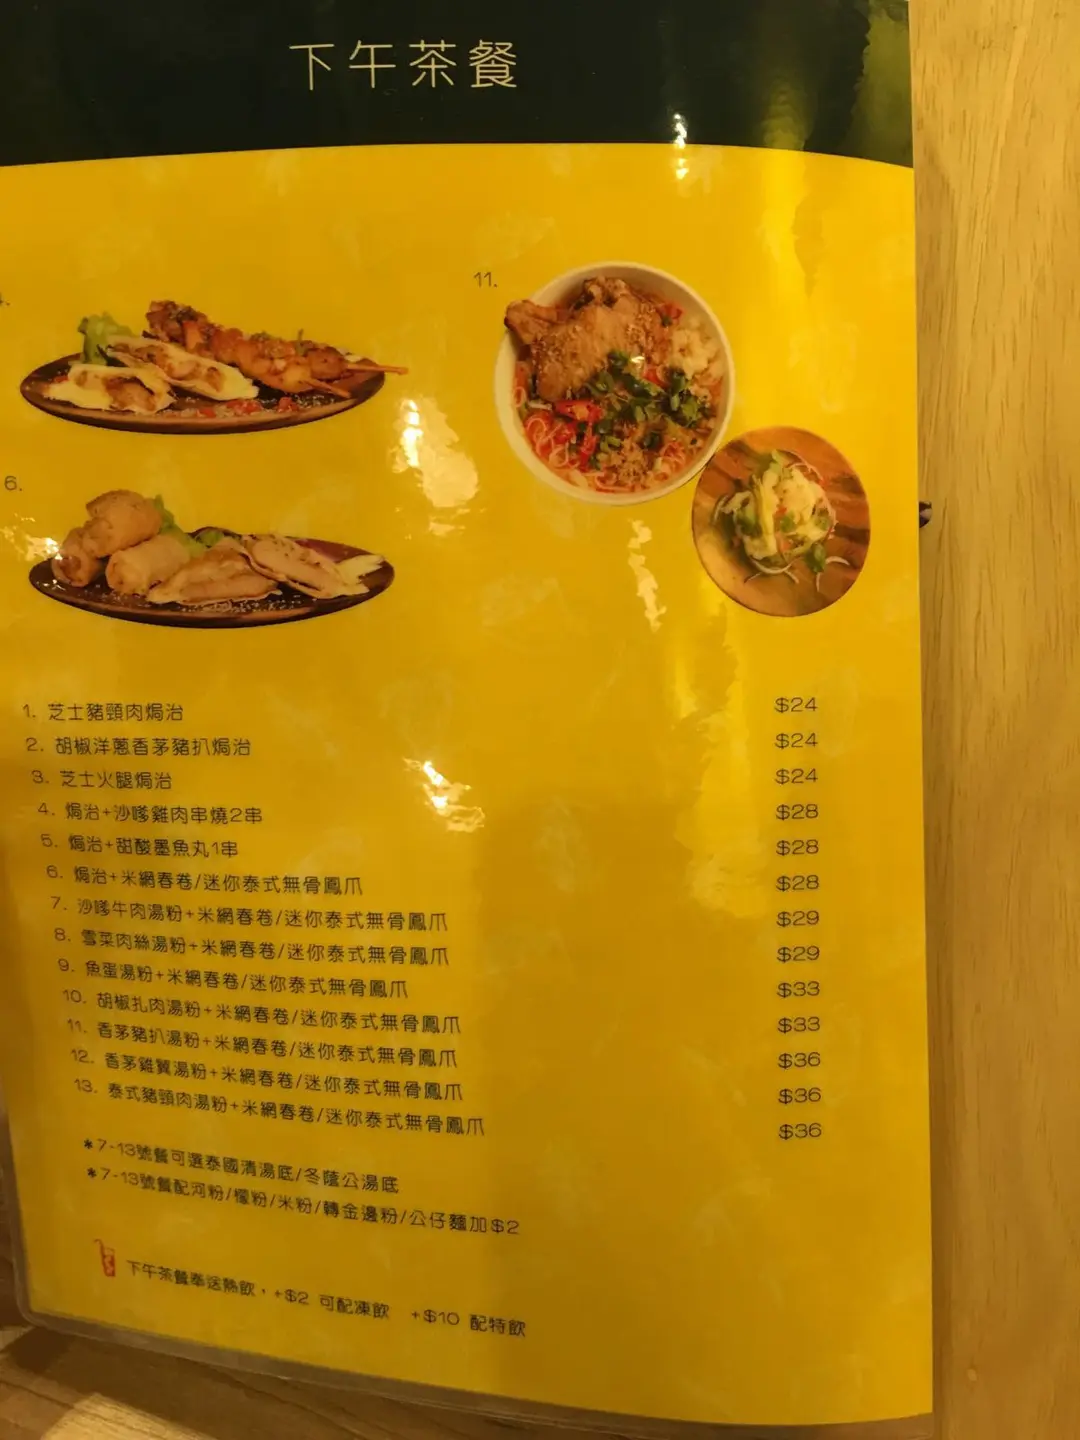 下午茶餐
4.
11.
6.
1. 芝士豬頸肉焗治 $24
2. 胡椒洋蔥香茅豬扒焗治 $24
3. 芝士火腿焗治 $24
4. 焗治+沙嗲雞肉串燒2串 $28
5. 焗治+甜酸墨魚丸1串 $28
6. 焗治+米網春卷/迷你泰式無骨鳳爪 $28
7. 沙嗲牛肉湯粉+米網春卷/迷你泰式無骨鳳爪 $29
8. 雪菜肉絲湯粉+米網春卷/迷你泰式無骨鳳爪 $29
9. 魚蛋湯粉+米網春卷/迷你泰式無骨鳳爪 $33
10. 胡椒扎肉湯粉+米網春卷/迷你泰式無骨鳳爪 $33
11. 香茅豬扒湯粉+米網春卷/迷你泰式無骨鳳爪 $36
12. 香茅雞翼湯粉+米網春卷/迷你泰式無骨鳳爪 $36
13. 泰式豬頸肉湯粉+米網春卷/迷你泰式無骨鳳爪 $36
*7-13號餐可選泰國清湯底/冬蔭公湯底
*7-13號餐配河粉/檬粉/米粉/轉金邊粉/公仔麵加$2
下午茶餐奉送熱飲，+$2 可配凍飲 +$10 配特飲